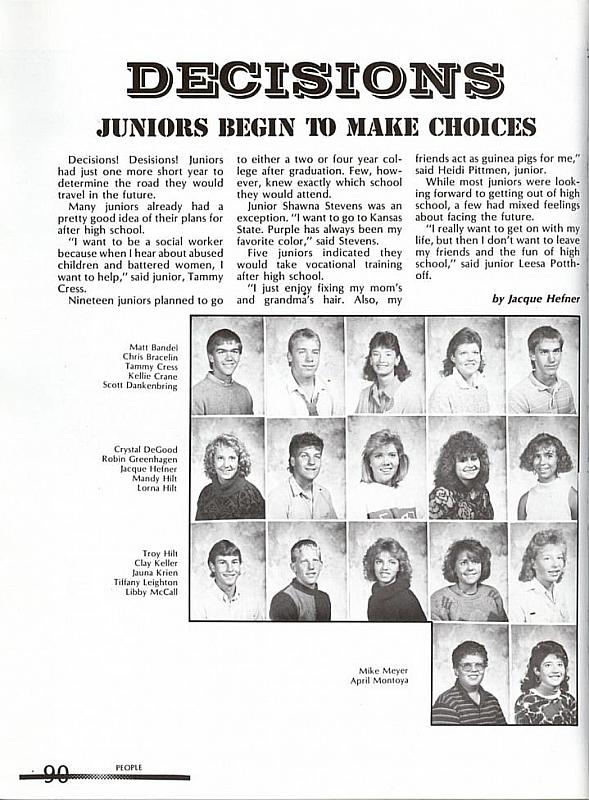 DECISIONS
JUNIORS BEGIN TO MAKE CHOICES
Decisions! Desisions! Juniors
had just one more short year to
determine the road they would
travel in the future.
Many juniors already had a
pretty good idea of their plans for
after high school.
"I want to be a social worker
because when I hear about abused
children and battered women, I
want to help," said junior, Tammy
Cress.
Nineteen juniors planned to go
to either a two or four year col-
lege after graduation. Few, how-
ever, knew exactly which school
they would attend.
Junior Shawna Stevens was an
exception. "I want to go to Kansas
State. Purple has always been my
favorite color," said Stevens.
Five juniors indicated they
would take vocational training
after high school.
"I just enjoy fixing my mom's
and grandma's hair. Also, my
friends act as guinea pigs for me,"
said Heidi Pittmen, junior.
While most juniors were look-
ing forward to getting out of high
school, a few had mixed feelings
about facing the future.
"I really want to get on with my
life, but then I don't want to leave
my friends and the fun of high
school," said junior Leesa Potth-
off.
by Jacque Hefner
Matt Bandel
Chris Bracelin
Tammy Cress
Kellie Crane
Scott Dankenbring
Crystal DeGood
Robin Greenhagen
Jacque Hefner
Mandy Hilt
Lorna Hilt
Troy Hilt
Clay Keller
Jauna Krien
Tiffany Leighton
Libby McCall
Mike Meyer
April Montoya
90 PEOPLE